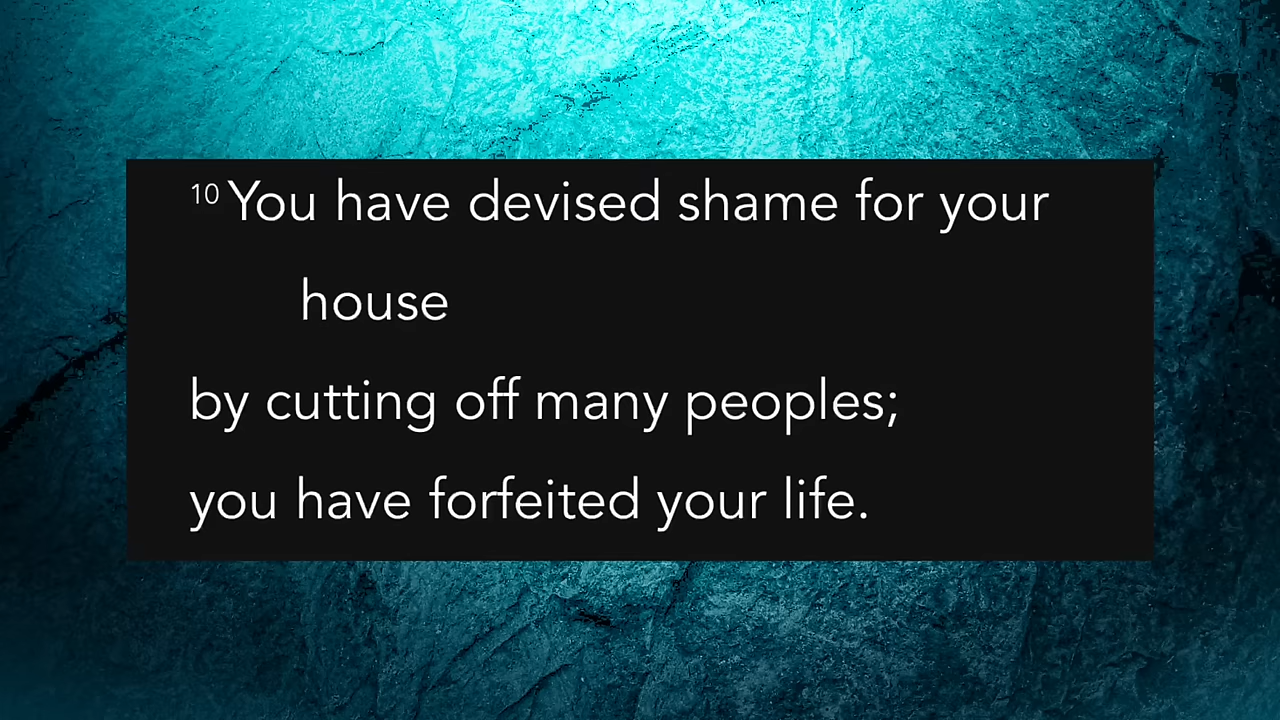 10 You have devised shame for your
house
by cutting off many peoples;
you have forfeited your life.